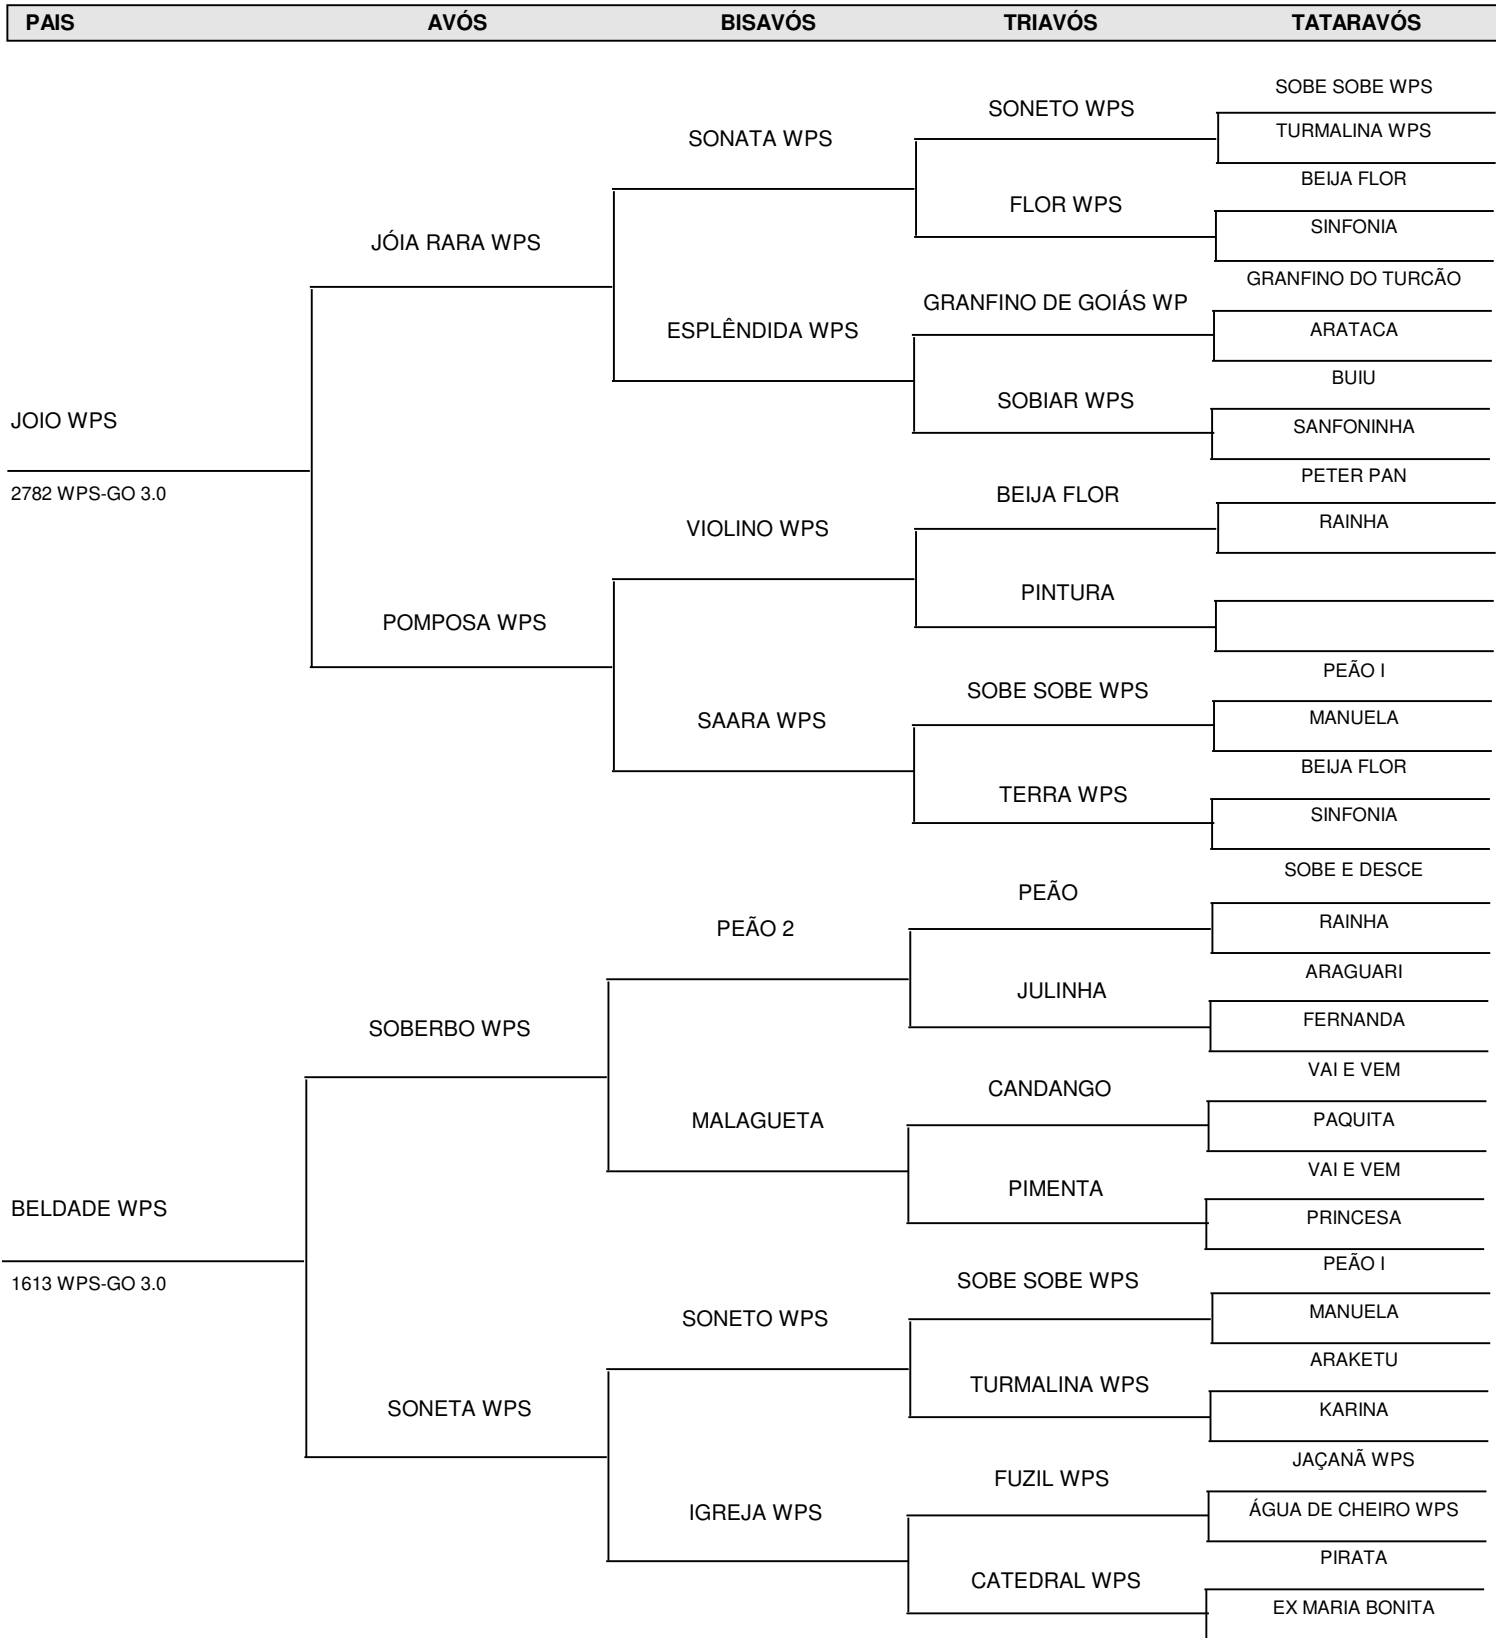 PAIS AVÓS BISAVÓS TRIAVÓS TATARAVÓS
SOBE SOBE WPS
SONETO WPS
TURMALINA WPS
SONATA WPS
BEIJA FLOR
FLOR WPS
SINFONIA
JÓIA RARA WPS
GRANFINO DO TURCÃO
GRANFINO DE GOIÁS WP
ARATACA
ESPLÊNDIDA WPS
BUIU
SOBIAR WPS
JOIO WPS
SANFONINHA
PETER PAN
2782 WPS-GO 3.0
BEIJA FLOR
RAINHA
VIOLINO WPS
PINTURA
POMPOSA WPS
PEÃO I
SOBE SOBE WPS
MANUELA
SAARA WPS
BEIJA FLOR
TERRA WPS
SINFONIA
SOBE E DESCE
PEÃO
RAINHA
PEÃO 2
ARAGUARI
JULINHA
FERNANDA
SOBERBO WPS
VAI E VEM
CANDANGO
PAQUITA
MALAGUETA
VAI E VEM
PIMENTA
BELDADE WPS
PRINCESA
PEÃO I
SOBE SOBE WPS
1613 WPS-GO 3.0
MANUELA
SONETO WPS
ARAKETU
TURMALINA WPS
SONETA WPS
KARINA
JAÇANÃ WPS
FUZIL WPS
ÁGUA DE CHEIRO WPS
IGREJA WPS
PIRATA
CATEDRAL WPS
EX MARIA BONITA